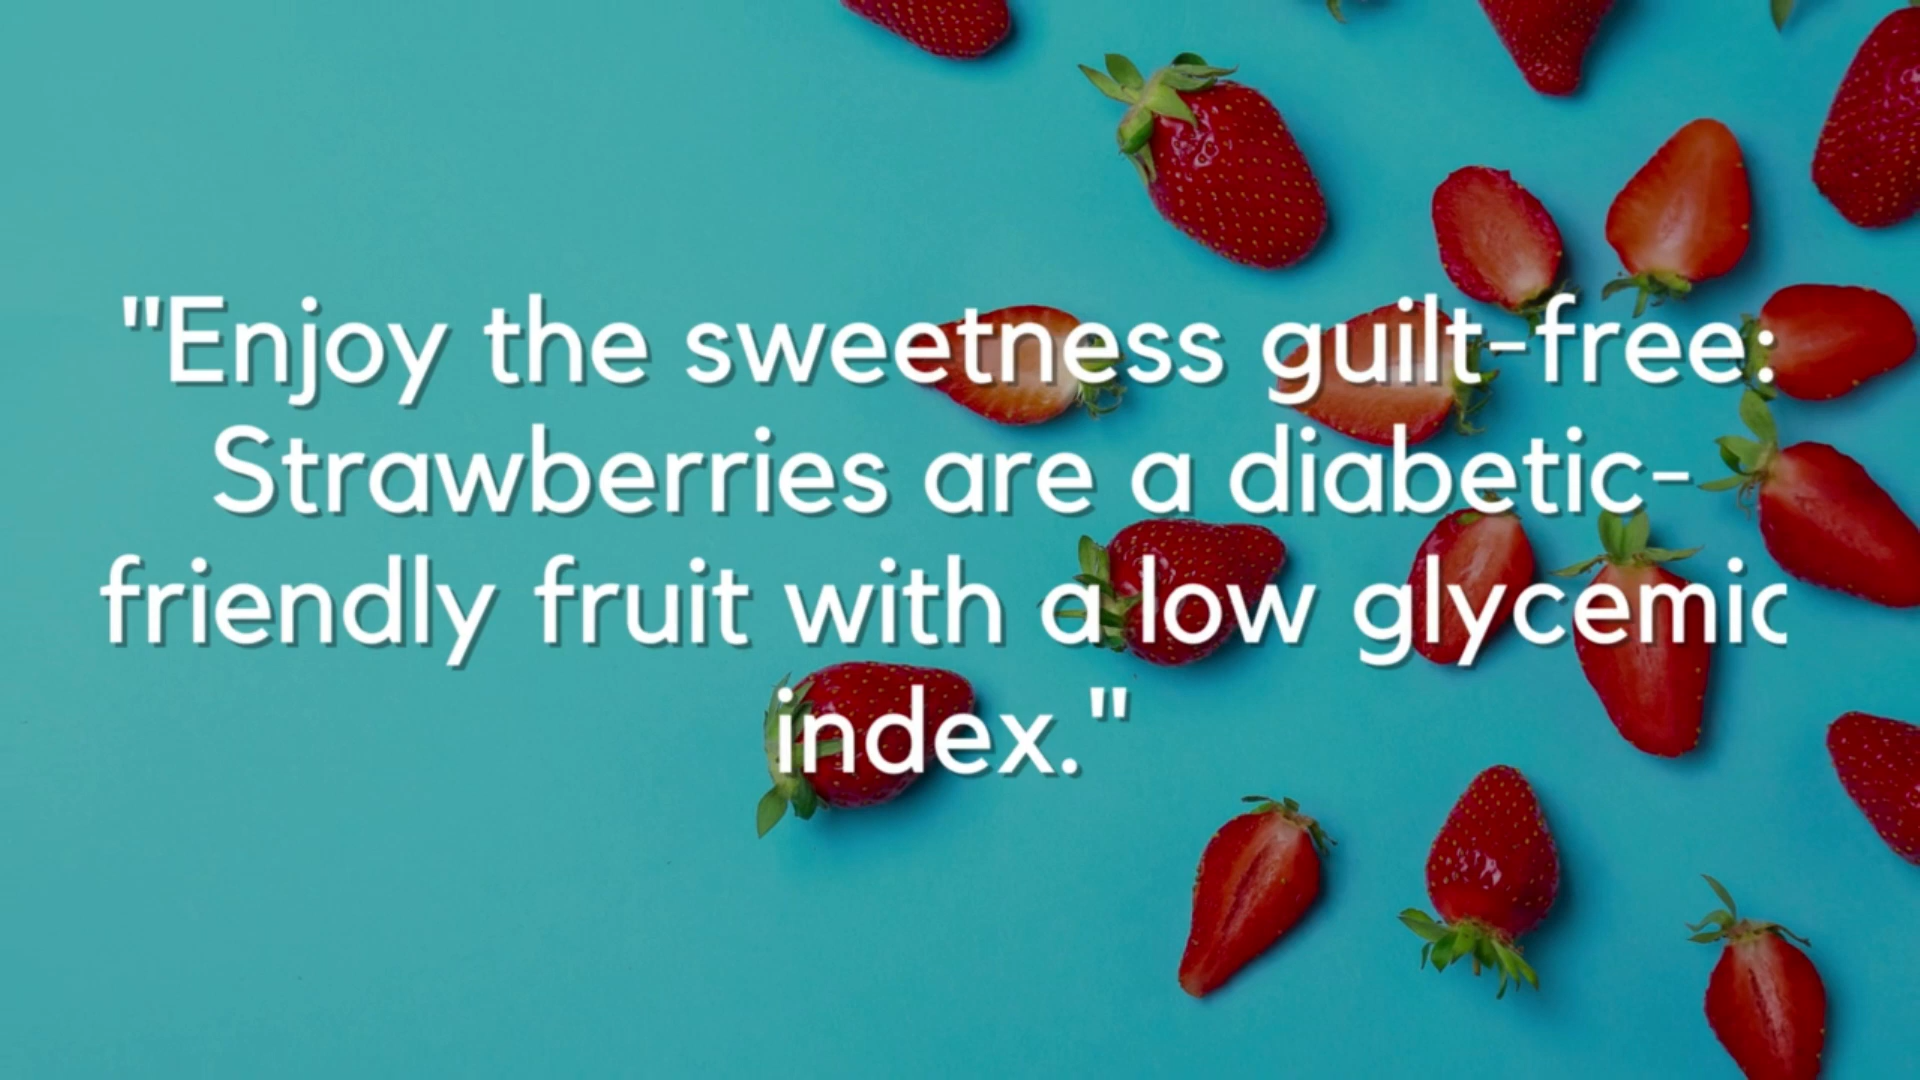 "Enjoy the sweetness guilt-free:
Strawberries are a diabetic-
friendly fruit with a low glycemic
index."